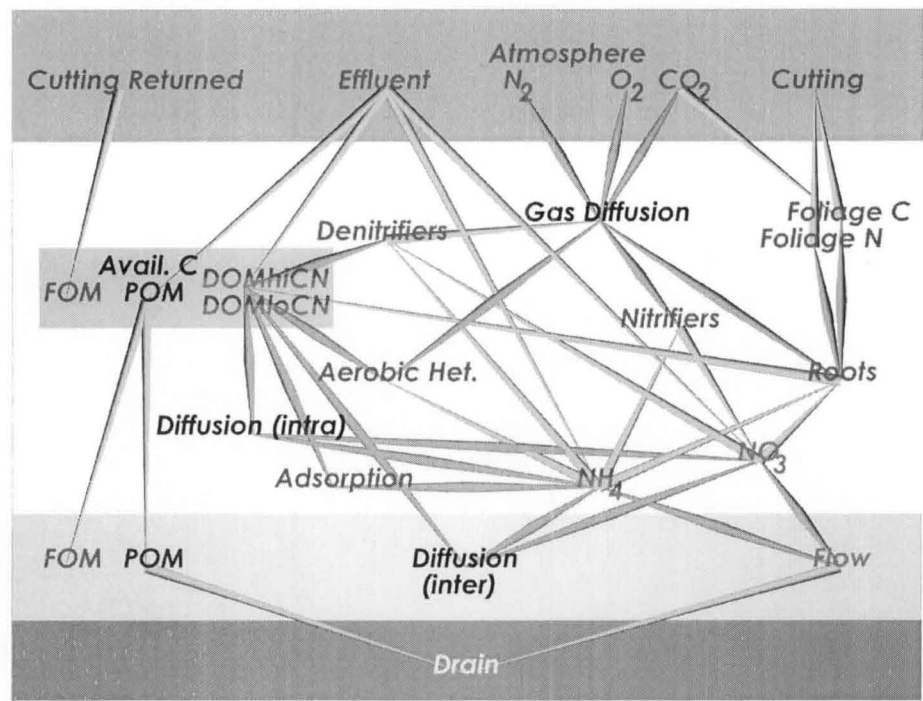 Atmosphere
Cutting Returned Effluent N2 O2 CO2 Cutting
Gas Diffusion Foliage C
Denitrifiers Foliage N
Avail. C DOMhiCN
FOM POM DOMloCN
Nitrifiers
Aerobic Het. Roots
Diffusion (intra)
NO3
Adsorption NH4
FOM POM Diffusion Flow
(inter)
Drain